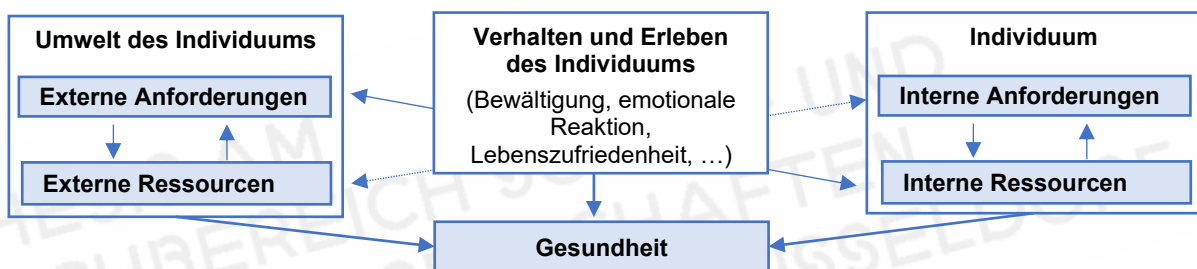 Umwelt des Individuums
Externe Anforderungen
Externe Ressourcen
Verhalten und Erleben
des Individuums
(Bewältigung, emotionale
Reaktion,
Lebenszufriedenheit, …)
Individuum
Interne Anforderungen
Interne Ressourcen
Gesundheit